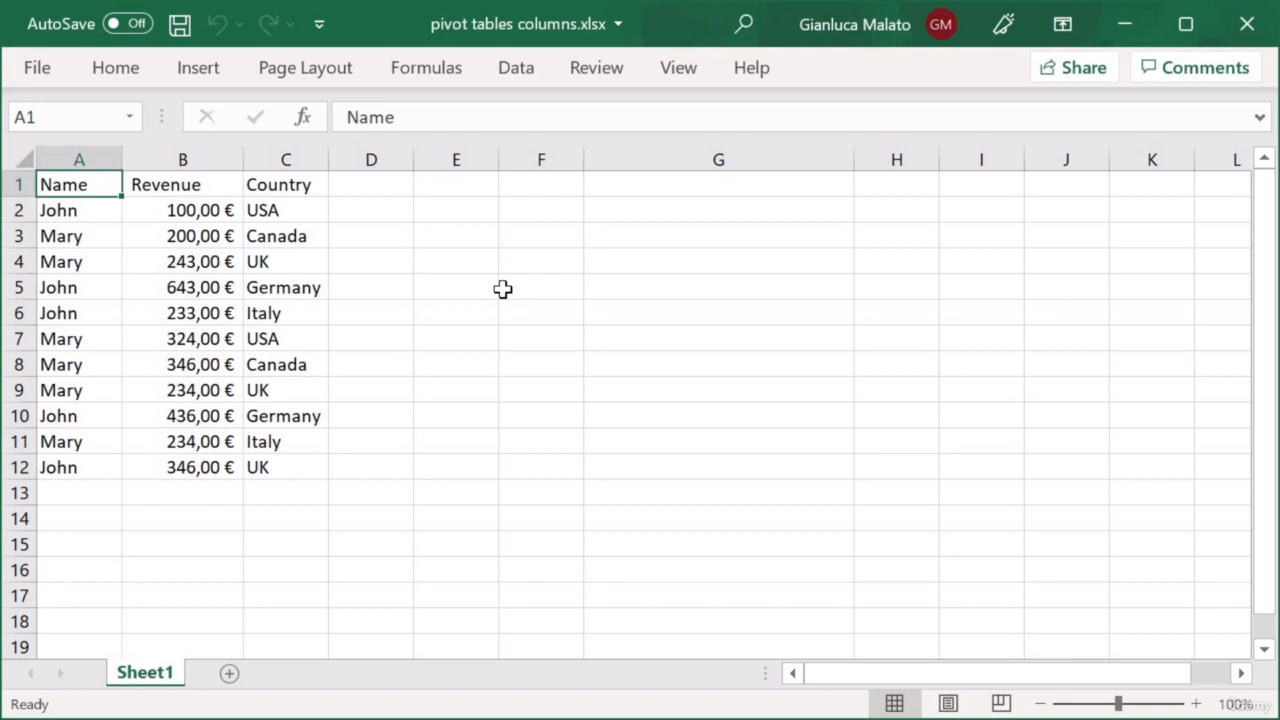 AutoSave Off pivot tables columns.xlsx Gianluca Malato GM
File Home Insert Page Layout Formulas Data Review View Help Share Comments
A1 fx Name
A B C D E F G H I J K L
1 Name Revenue Country
2 John 100,00 € USA
3 Mary 200,00 € Canada
4 Mary 243,00 € UK
5 John 643,00 € Germany
6 John 233,00 € Italy
7 Mary 324,00 € USA
8 Mary 346,00 € Canada
9 Mary 234,00 € UK
10 John 436,00 € Germany
11 Mary 234,00 € Italy
12 John 346,00 € UK
13
14
15
16
17
18
19
Sheet1
Ready 100%